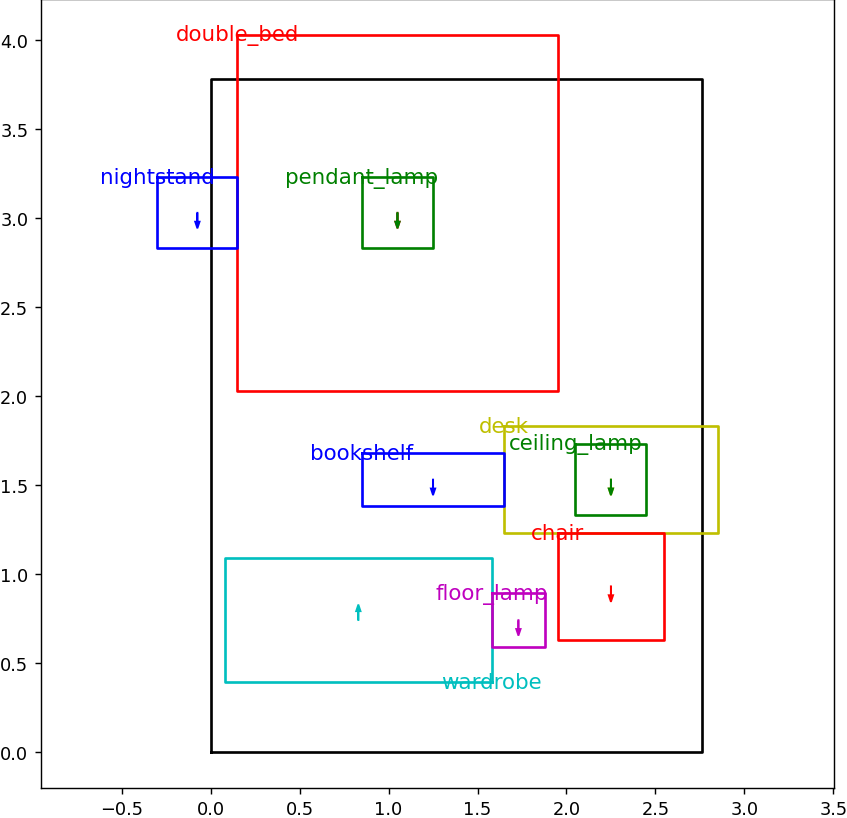 double_bed
4.0
3.5
nightstand
pendant_lamp
3.0
2.5
2.0
desk
ceiling_lamp
bookshelf
1.5
chair
1.0
floor_lamp
0.5
wardrobe
0.0
−0.5 0.0 0.5 1.0 1.5 2.0 2.5 3.0 3.5